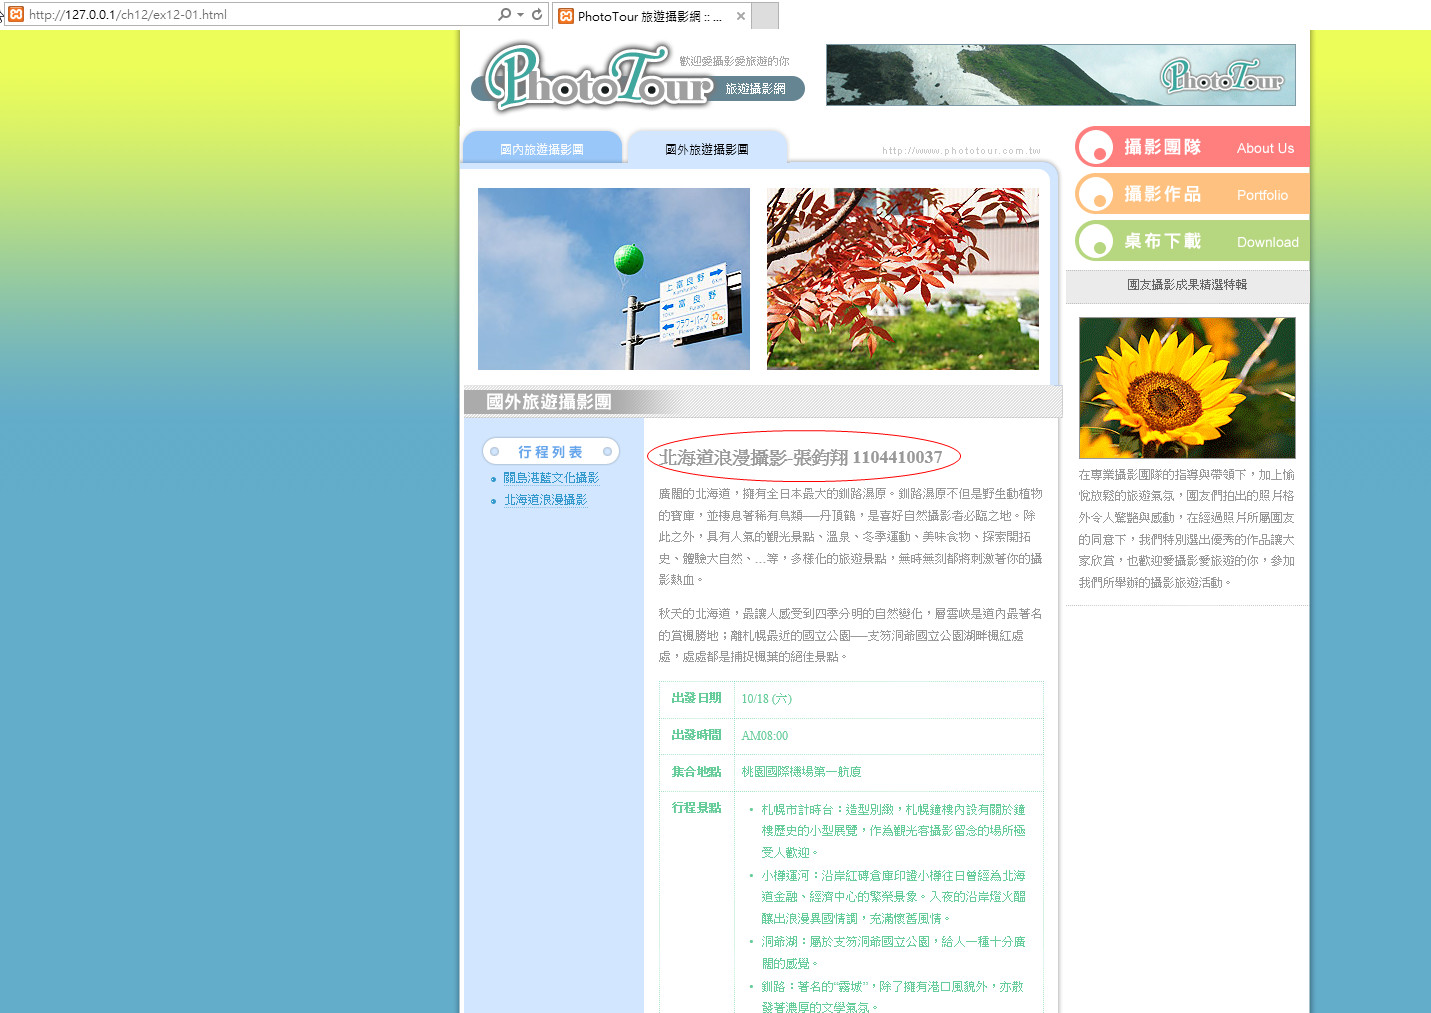 http://127.0.0.1/ch12/ex12-01.html
PhotoTour 旅遊攝影網 :: ...
PhotoTour
歡迎愛攝影愛旅遊的你
旅遊攝影網
PhotoTour
國內旅遊攝影團
國外旅遊攝影團
http://www.phototour.com.tw
攝影團隊 About Us
攝影作品 Portfolio
桌布下載 Download
上富良野
富良野
Furano
フラワーパーク
Flower Park
團友攝影成果精選特輯
在專業攝影團隊的指導與帶領下，加上愉
悅放鬆的旅遊氣氛，團友們拍出的照片格
外令人驚艷與感動，在經過照片所屬團友
的同意下，我們特別選出優秀的作品讓大
家欣賞，也歡迎愛攝影愛旅遊的你，參加
我們所舉辦的攝影旅遊活動。
國外旅遊攝影團
行程列表
關島湛藍文化攝影
北海道浪漫攝影
北海道浪漫攝影-張鈞翔 1104410037
廣闊的北海道，擁有全日本最大的釧路濕原。釧路濕原不但是野生動植物
的寶庫，並棲息著稀有鳥類──丹頂鶴，是喜好自然攝影者必臨之地。除
此之外，具有人氣的觀光景點、溫泉、冬季運動、美味食物、探索開拓
史、體驗大自然、...等，多樣化的旅遊景點，無時無刻都將刺激著你的攝
影熱血。
秋天的北海道，最讓人感受到四季分明的自然變化，層雲峽是道內最著名
的賞楓勝地；離札幌最近的國立公園──支笏洞爺國立公園湖畔楓紅處
處，處處都是捕捉楓葉的絕佳景點。
出發日期 10/18 (六)
出發時間 AM08:00
集合地點 桃園國際機場第一航廈
行程景點
札幌市計時台：造型別緻，札幌鐘樓內設有關於鐘
樓歷史的小型展覽，作為觀光客攝影留念的場所極
受人歡迎。
小樽運河：沿岸紅磚倉庫印證小樽往日曾經為北海
道金融、經濟中心的繁榮景象。入夜的沿岸燈火醞
釀出浪漫異國情調，充滿懷舊風情。
洞爺湖：屬於支笏洞爺國立公園，給人一種十分廣
闊的感覺。
釧路：著名的“霧城”，除了擁有港口風貌外，亦散
發著濃厚的文學氣氛。